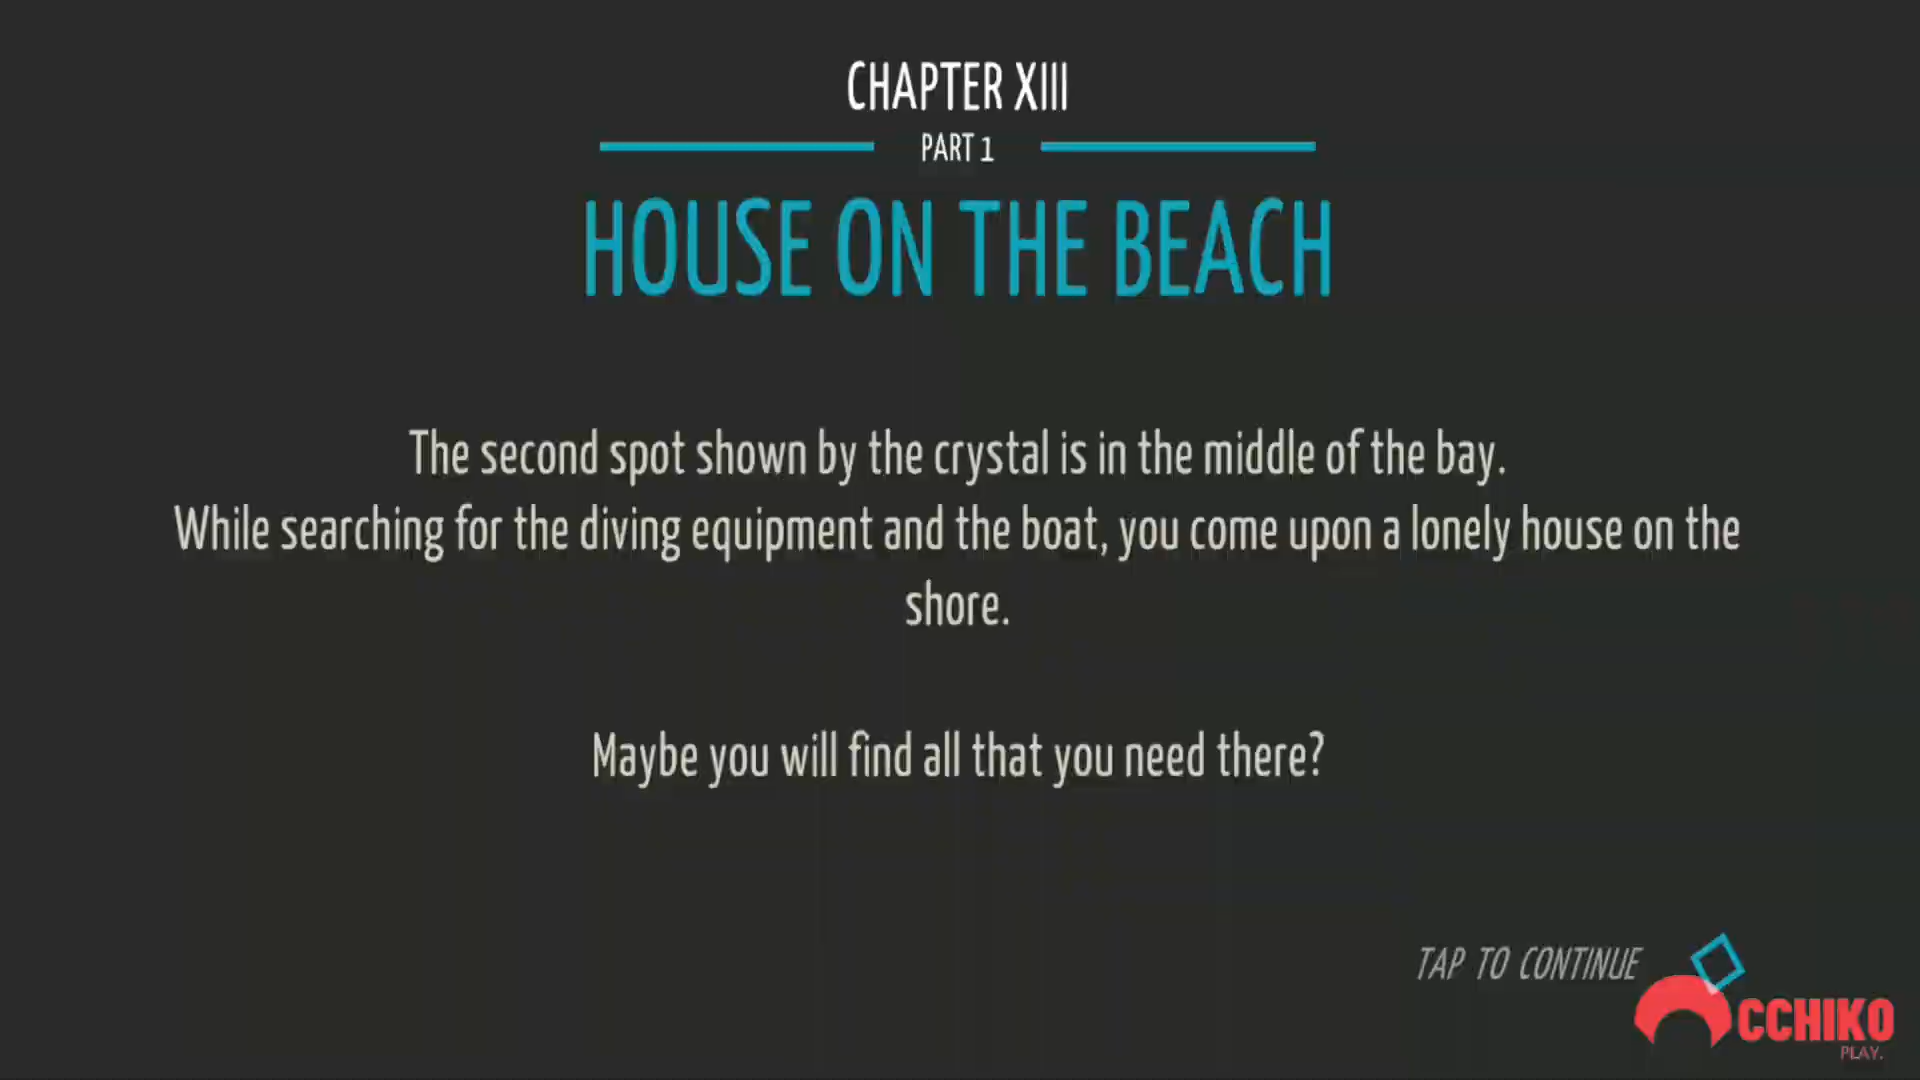 CHAPTER XIII
PART 1
HOUSE ON THE BEACH
The second spot shown by the crystal is in the middle of the bay.
While searching for the diving equipment and the boat, you come upon a lonely house on the
shore.
Maybe you will find all that you need there?
TAP TO CONTINUE
CCHIKO
PLAY.